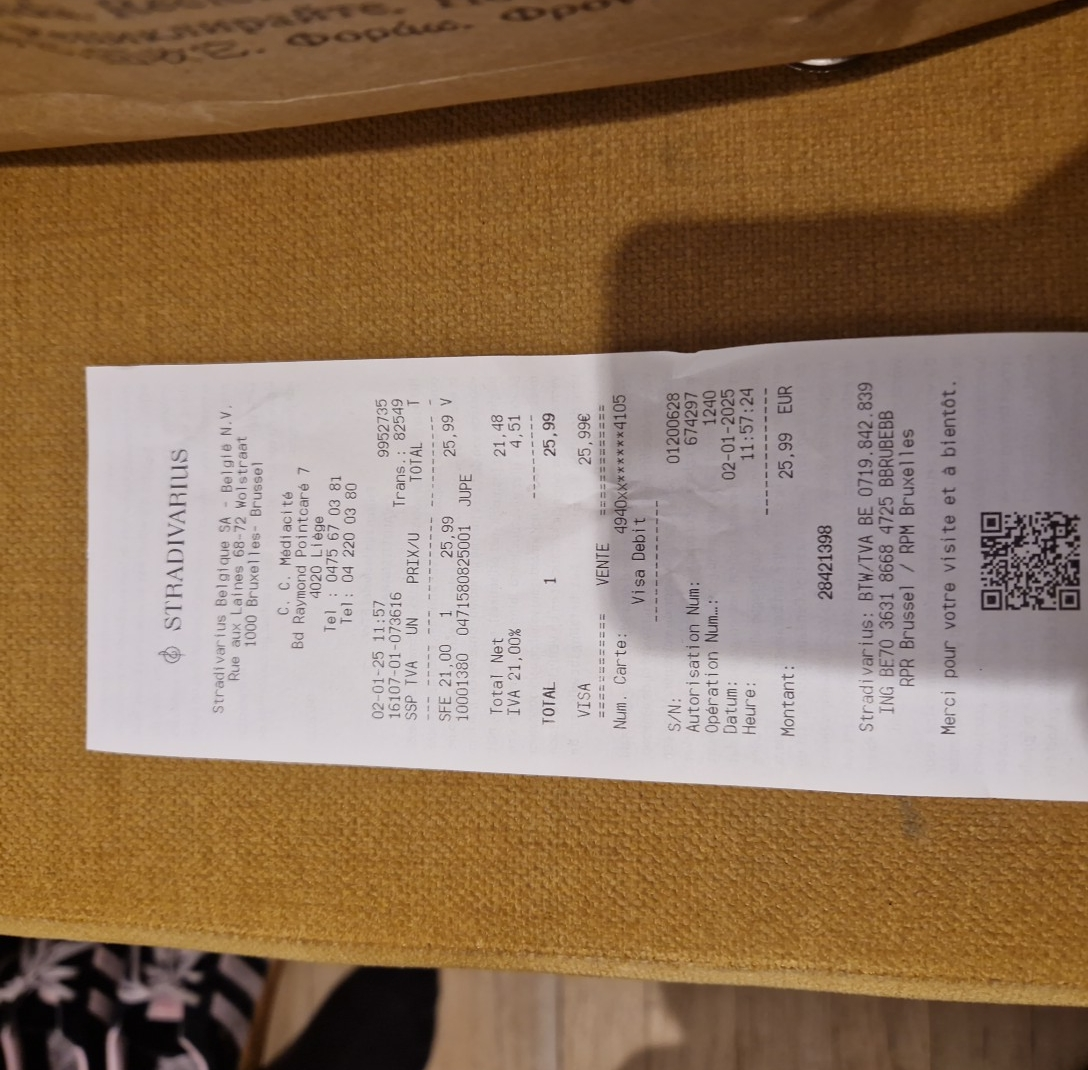 Рециклирайте.
Φοράω.
STRADIVARIUS
Stradivarius Belgique SA - België N.V.
Rue aux Laines 68-72 Wolstraat
1000 Bruxelles- Brussel
C. C. Médiacité
Bd Raymond Pointcaré 7
4020 Liège
Tel : 0475 67 03 81
Tel: 04 220 03 80
02-01-25 11:57 9952735
16107-01-073616 Trans.: 82549
SSP TVA UN PRIX/U TOTAL T
---- ---- --- ----------- ----------- -
SFE 21,00 1 25,99 25,99 V
10001380 04715808250001 JUPE
Total Net 21,48
IVA 21,00% 4,51
----------
TOTAL 1 25,99
VISA 25,99€
============ VENTE ============
Num. Carte: 4940xx******4105
Visa Debit
--------------
S/N: 01200628
Autorisation Num: 674297
Opération Num…: 1240
Datum: 02-01-2025
Heure: 11:57:24
--------------
Montant: 25,99 EUR
28421398
Stradivarius: BTW/TVA BE 0719.842.839
ING BE70 3631 8668 4725 BBRUBEBB
RPR Brussel / RPM Bruxelles
Merci pour votre visite et à bientôt.